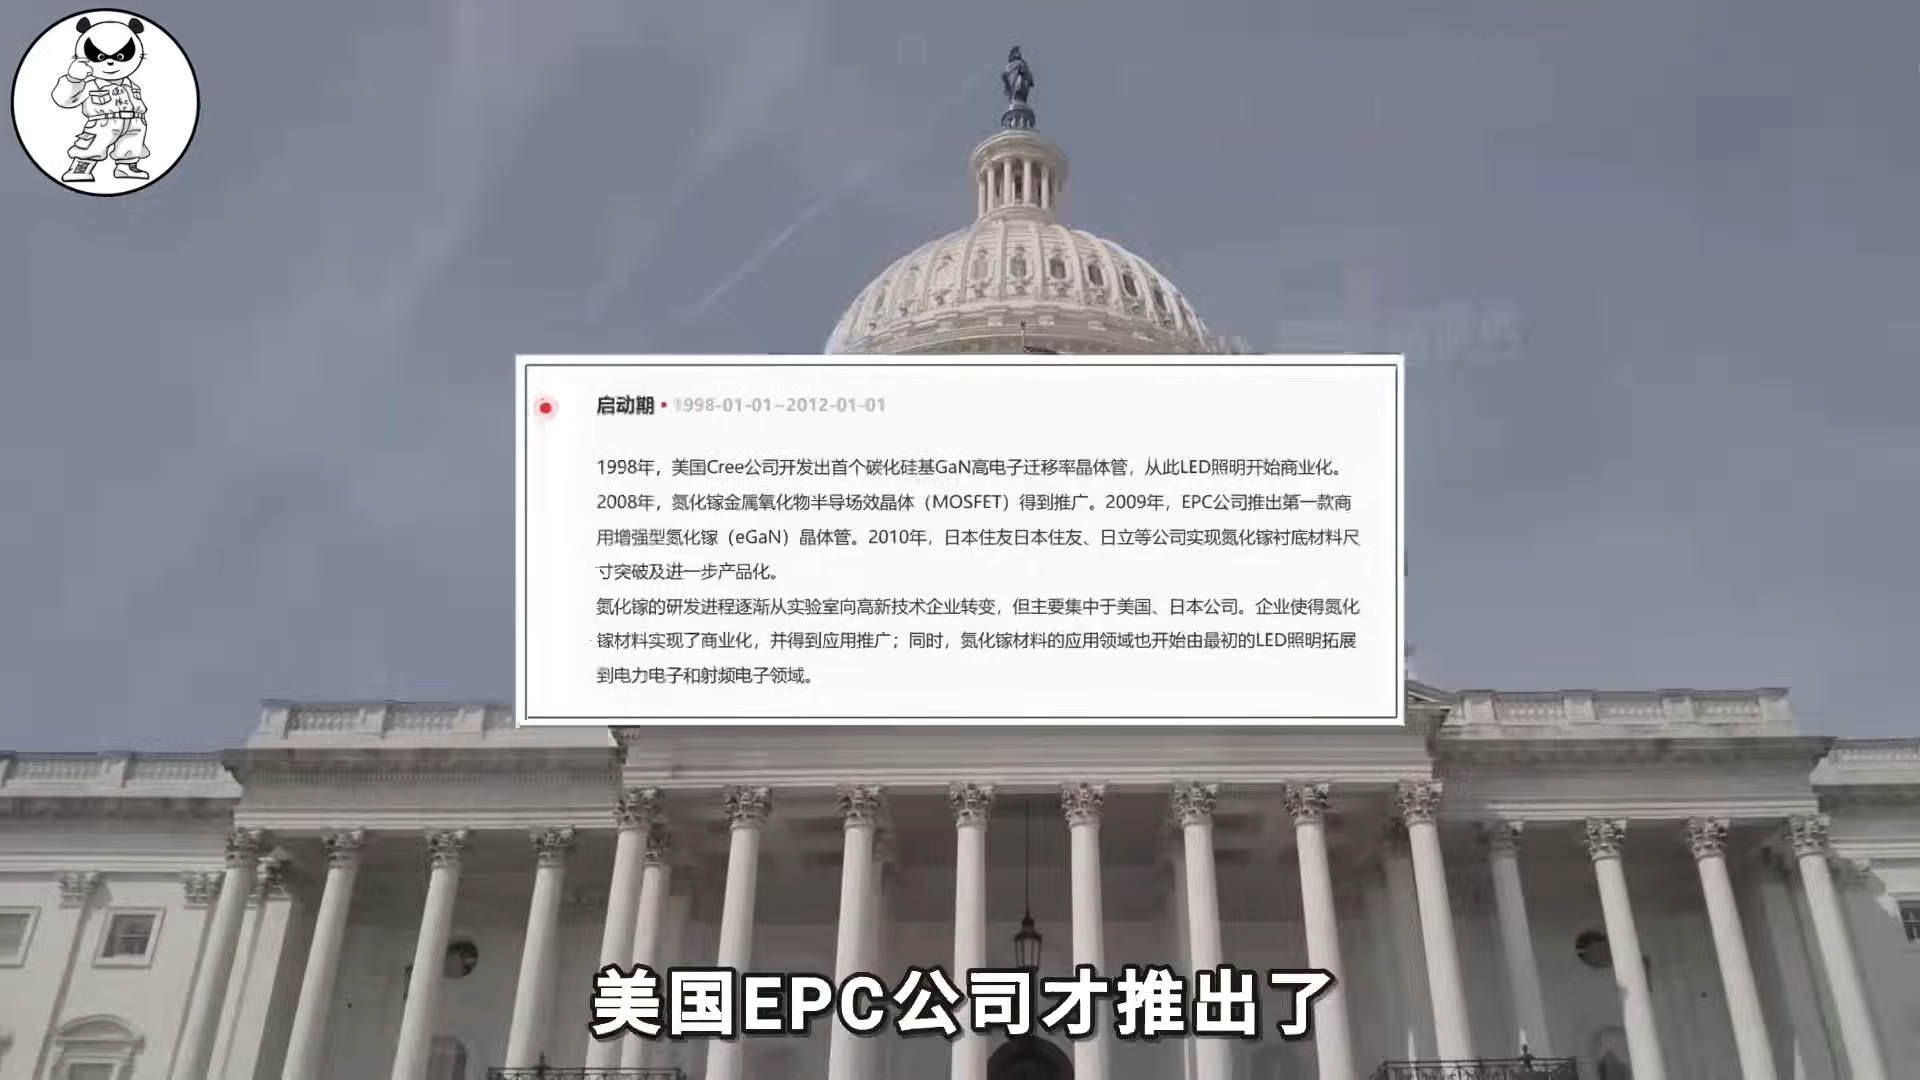 启动期 • 1998-01-01~2012-01-01
1998年，美国Cree公司开发出首个碳化硅基GaN高电子迁移率晶体管，从此LED照明开始商业化。
2008年，氮化镓金属氧化物半导场效晶体（MOSFET）得到推广。2009年，EPC公司推出第一款商
用增强型氮化镓（eGaN）晶体管。2010年，日本住友日本住友、日立等公司实现氮化镓衬底材料尺
寸突破及进一步产品化。
氮化镓的研发进程逐渐从实验室向高新技术企业转变，但主要集中于美国、日本公司。企业使得氮化
镓材料实现了商业化，并得到应用推广；同时，氮化镓材料的应用领域也开始由最初的LED照明拓展
到电力电子和射频电子领域。
美国EPC公司才推出了